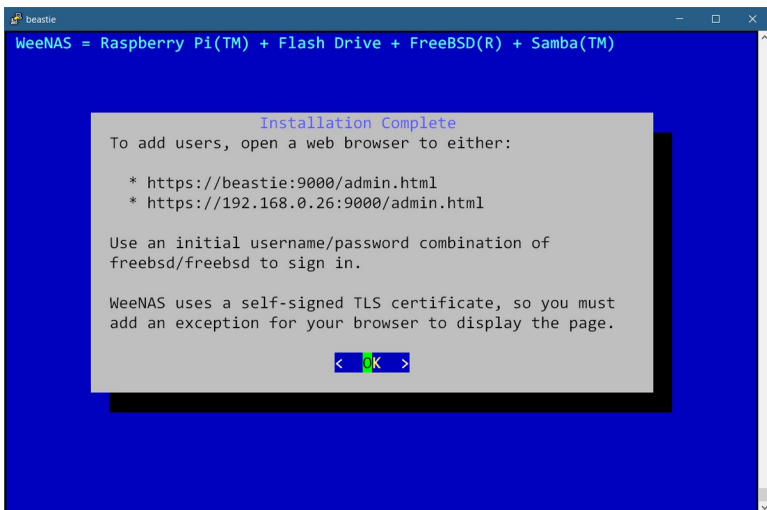 beastie
WeeNAS = Raspberry Pi(TM) + Flash Drive + FreeBSD(R) + Samba(TM)
Installation Complete
To add users, open a web browser to either:
* https://beastie:9000/admin.html
* https://192.168.0.26:9000/admin.html
Use an initial username/password combination of
freebsd/freebsd to sign in.
WeeNAS uses a self-signed TLS certificate, so you must
add an exception for your browser to display the page.
< OK >